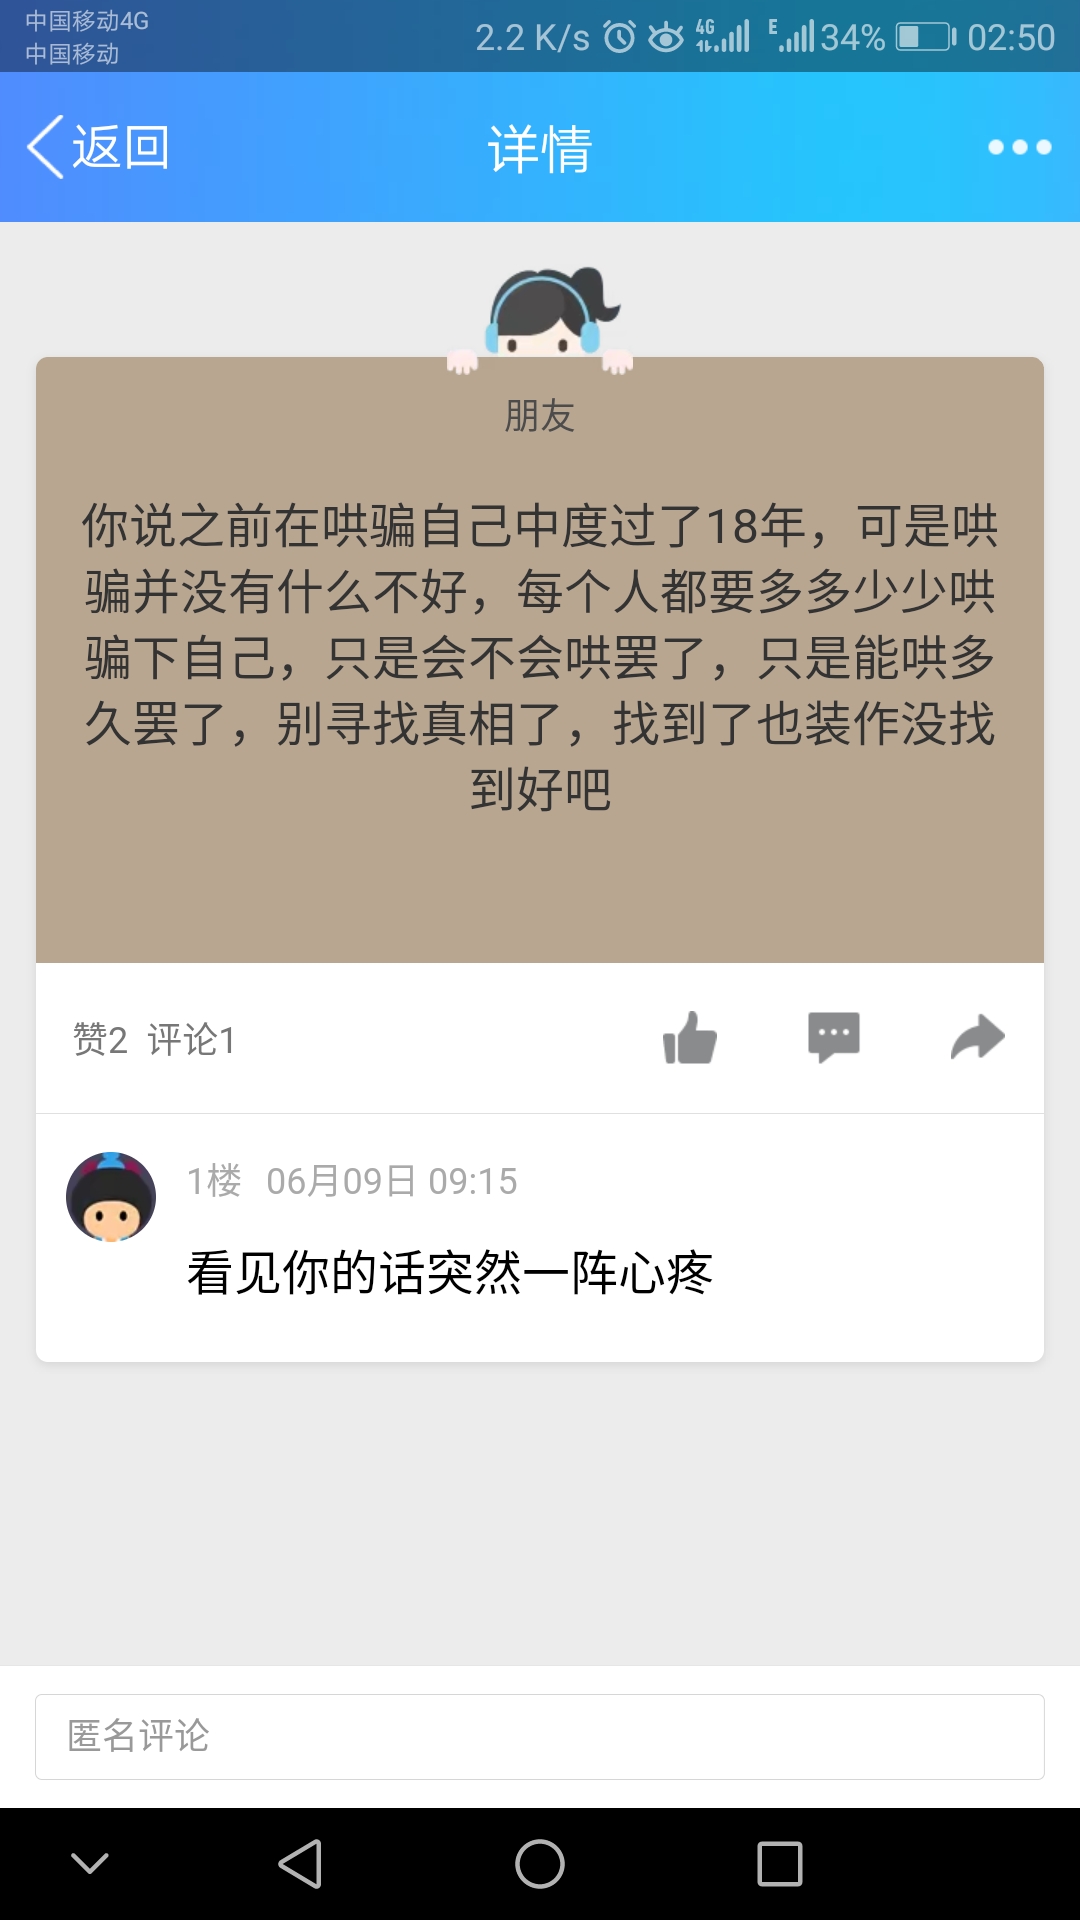 中国移动4G
中国移动
2.2 K/s 4G E 34% 02:50
返回
详情
朋友
你说之前在哄骗自己中度过了18年，可是哄
骗并没有什么不好，每个人都要多多少少哄
骗下自己，只是会不会哄罢了，只是能哄多
久罢了，别寻找真相了，找到了也装作没找
到好吧
赞2 评论1
1楼 06月09日 09:15
看见你的话突然一阵心疼
匿名评论